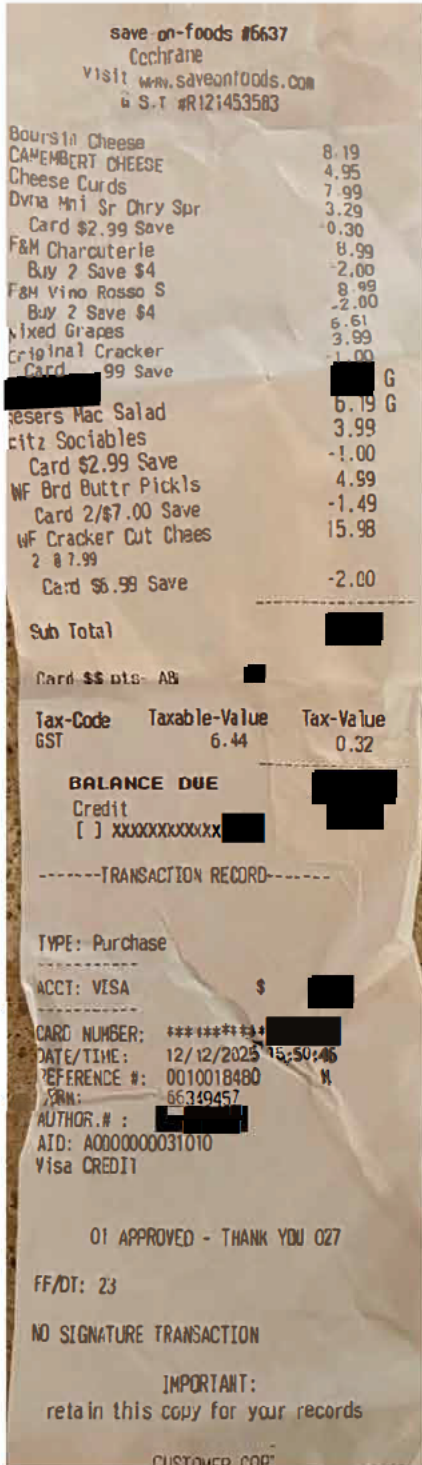 save-on-foods #6637
Cochrane
Visit www.saveonfoods.com
G S.T #R121453583
Boursin Cheese 8.19
CAMEMBERT CHEESE 4.95
Cheese Curds 7.99
Dyna Mni Sr Chry Spr 3.29
Card $2.99 Save -0.30
F&M Charcuterie 8.99
Buy 2 Save $4 -2.00
F&M Vino Rosso S 8.99
Buy 2 Save $4 -2.00
Mixed Grapes 6.61
Original Cracker 3.99
Card 99 Save -1.00
G
Mac Salad 6.19 G
Sociables 3.99
Card $2.99 Save -1.00
WF Brd Buttr Pickls 4.99
Card 2/$7.00 Save -1.49
WF Cracker Cut Chees 15.98
2 @ 7.99
Card $6.99 Save -2.00
Sub Total
Card $$ pts-
Tax-Code Taxable-Value Tax-Value
GST 6.44 0.32
BALANCE DUE
Credit
[ ] XXXXXXXXXXXX
-------TRANSACTION RECORD-------
TYPE: Purchase
ACCT: VISA $
CARD NUMBER: ************
DATE/TIME: 12/12/2025 15:50:46
REFERENCE #: 0010018480
66349457
AUTHOR.# :
AID: A0000000031010
Visa CREDIT
01 APPROVED - THANK YOU 027
FF/DT: 23
NO SIGNATURE TRANSACTION
IMPORTANT:
retain this copy for your records
CUSTOMER COPY